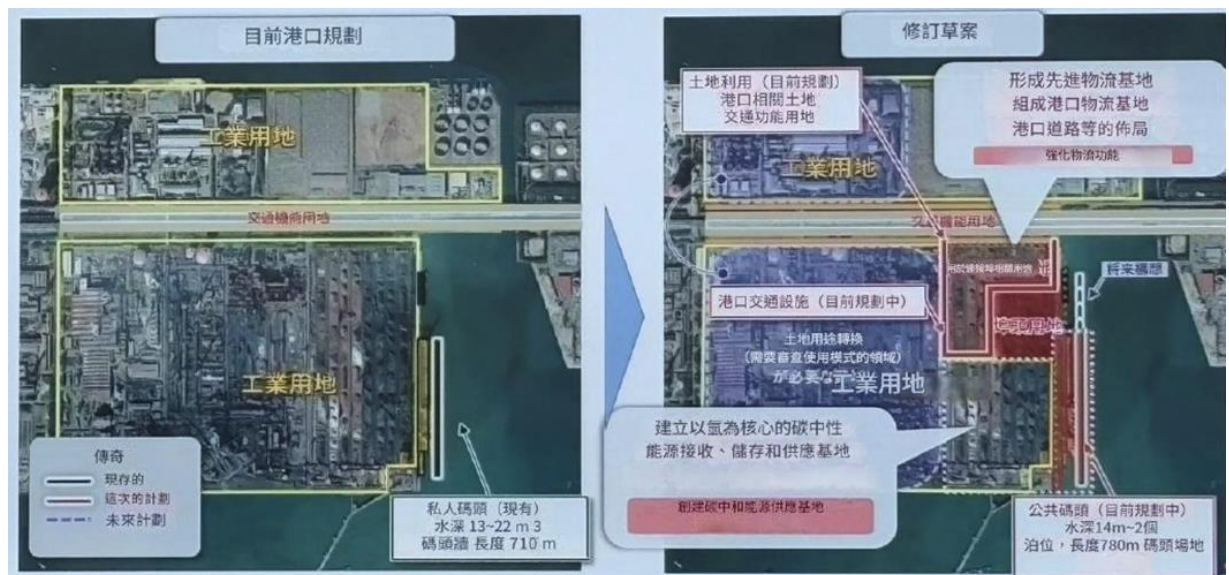 目前港口規劃
工業用地
交通機能用地
工業用地
傳奇
現存的
這次的計劃
未來計劃
私人碼頭（現有）
水深 13~22 m 3
碼頭牆 長度 710 m
修訂草案
土地利用（目前規劃）
港口相關土地
交通功能用地
形成先進物流基地
組成港口物流基地
港口道路等的佈局
強化物流功能
工業用地
機能用地
將來構想
港口交通設施（目前規劃中）
土地用途轉換
（需要審查使用模式的領域）
が必要な
工業用地
建立以氫為核心的碳中性
能源接收、儲存和供應基地
創建碳中和能源供應基地
公共碼頭（目前規劃中）
水深14m~2個
泊位，長度780m 碼頭場地